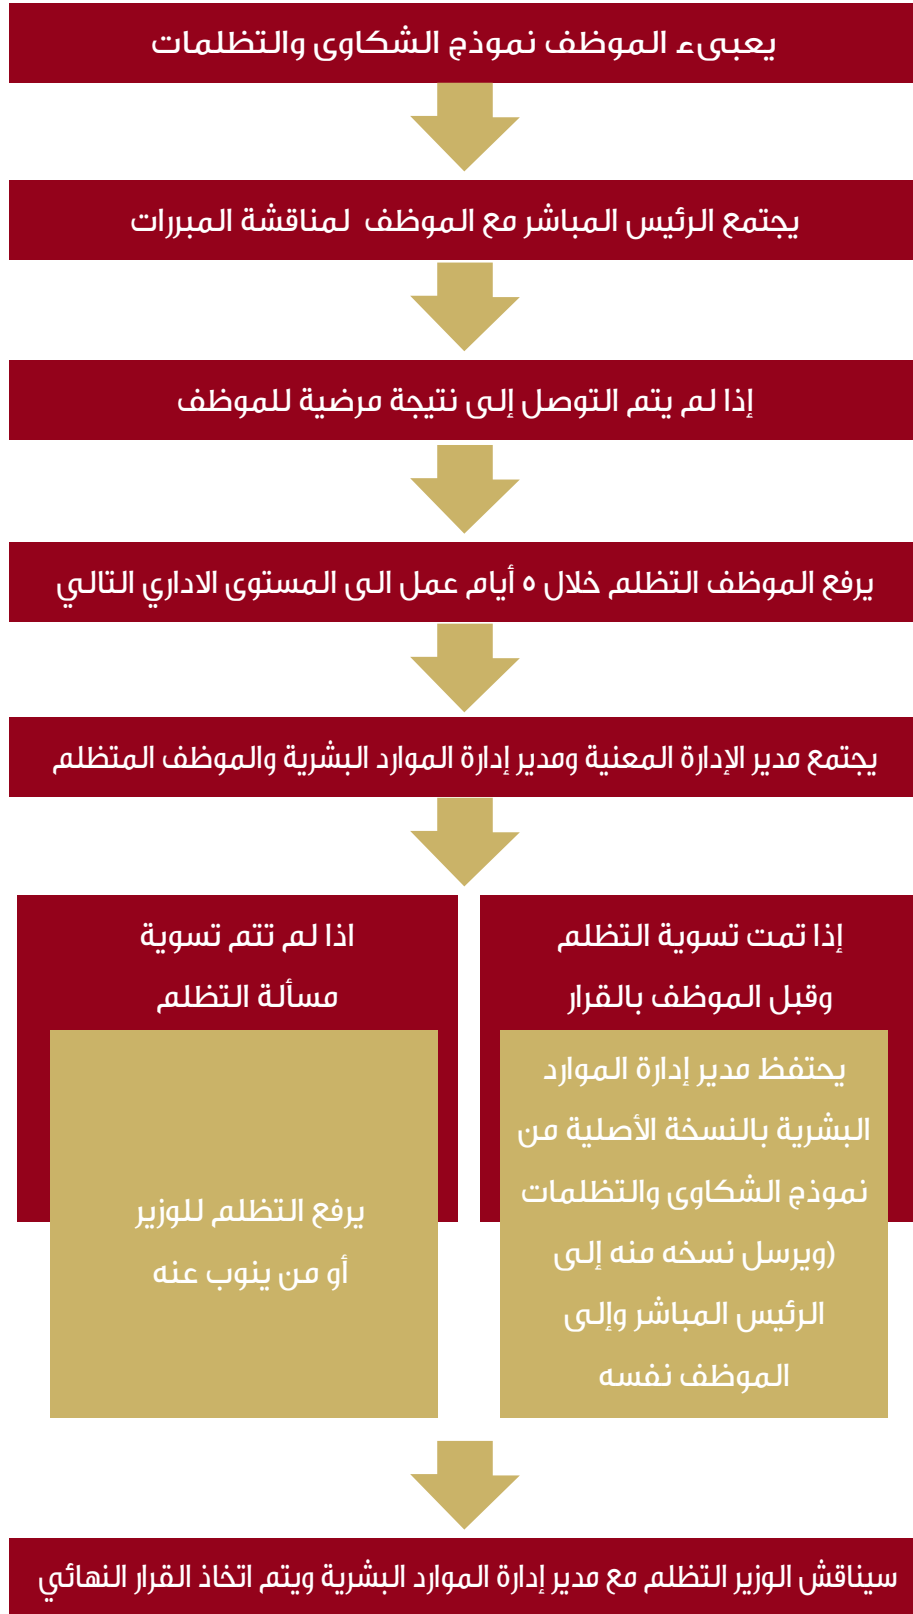 يعبىء الموظف نموذج الشكاوى والتظلمات
يجتمع الرئيس المباشر مع الموظف لمناقشة المبررات
إذا لم يتم التوصل إلى نتيجة مرضية للموظف
يرفع الموظف التظلم خلال ٥ أيام عمل الى المستوى الاداري التالي
يجتمع مدير الإدارة المعنية ومدير إدارة الموارد البشرية والموظف المتظلم
إذا تمت تسوية التظلم
وقبل الموظف بالقرار
يحتفظ مدير إدارة الموارد
البشرية بالنسخة الأصلية من
نموذج الشكاوى والتظلمات
(ويرسل نسخه منه إلى
الرئيس المباشر وإلى
الموظف نفسه
اذا لم تتم تسوية
مسألة التظلم
يرفع التظلم للوزير
أو من ينوب عنه
سيناقش الوزير التظلم مع مدير إدارة الموارد البشرية ويتم اتخاذ القرار النهائي